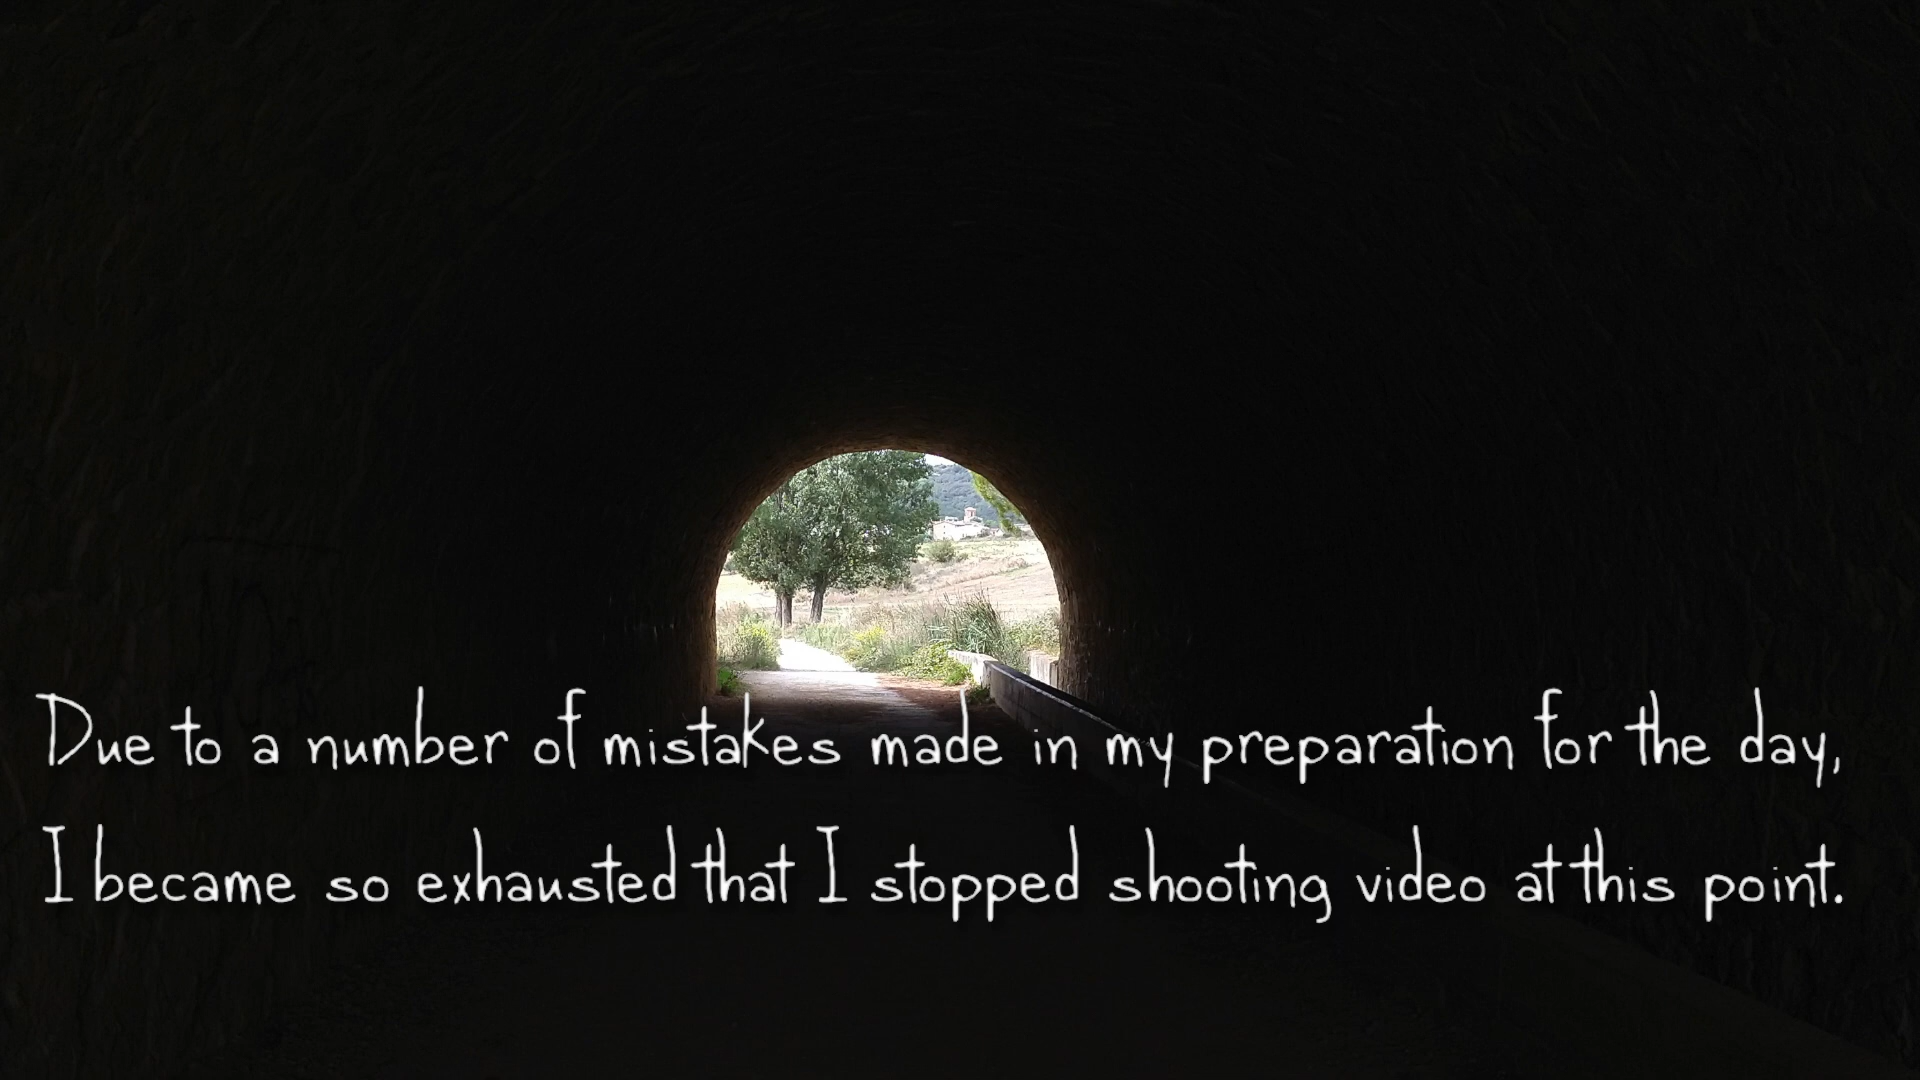 Due to a number of mistakes made in my preparation for the day,
I became so exhausted that I stopped shooting video at this point.